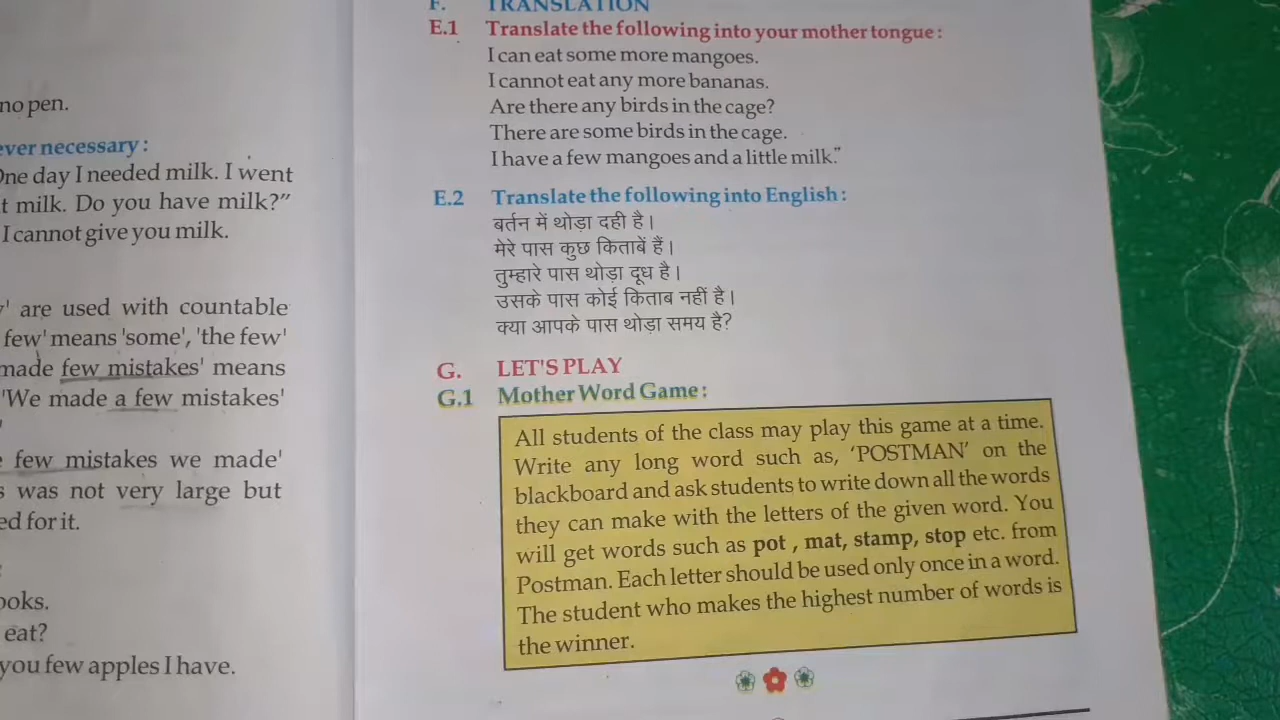 no pen.
ever necessary :
One day I needed milk. I went
t milk. Do you have milk?”
I cannot give you milk.
' are used with countable
few' means 'some', 'the few'
made few mistakes' means
'We made a few mistakes'
few mistakes we made'
s was not very large but
ed for it.
ooks.
eat?
you few apples I have.
F. TRANSLATION
E.1 Translate the following into your mother tongue :
I can eat some more mangoes.
I cannot eat any more bananas.
Are there any birds in the cage?
There are some birds in the cage.
I have a few mangoes and a little milk."
E.2 Translate the following into English :
बर्तन में थोड़ा दही है।
मेरे पास कुछ किताबें हैं।
तुम्हारे पास थोड़ा दूध है।
उसके पास कोई किताब नहीं है।
क्या आपके पास थोड़ा समय है?
G. LET'S PLAY
G.1 Mother Word Game :
All students of the class may play this game at a time.
Write any long word such as, ‘POSTMAN’ on the
blackboard and ask students to write down all the words
they can make with the letters of the given word. You
will get words such as pot , mat, stamp, stop etc. from
Postman. Each letter should be used only once in a word.
The student who makes the highest number of words is
the winner.